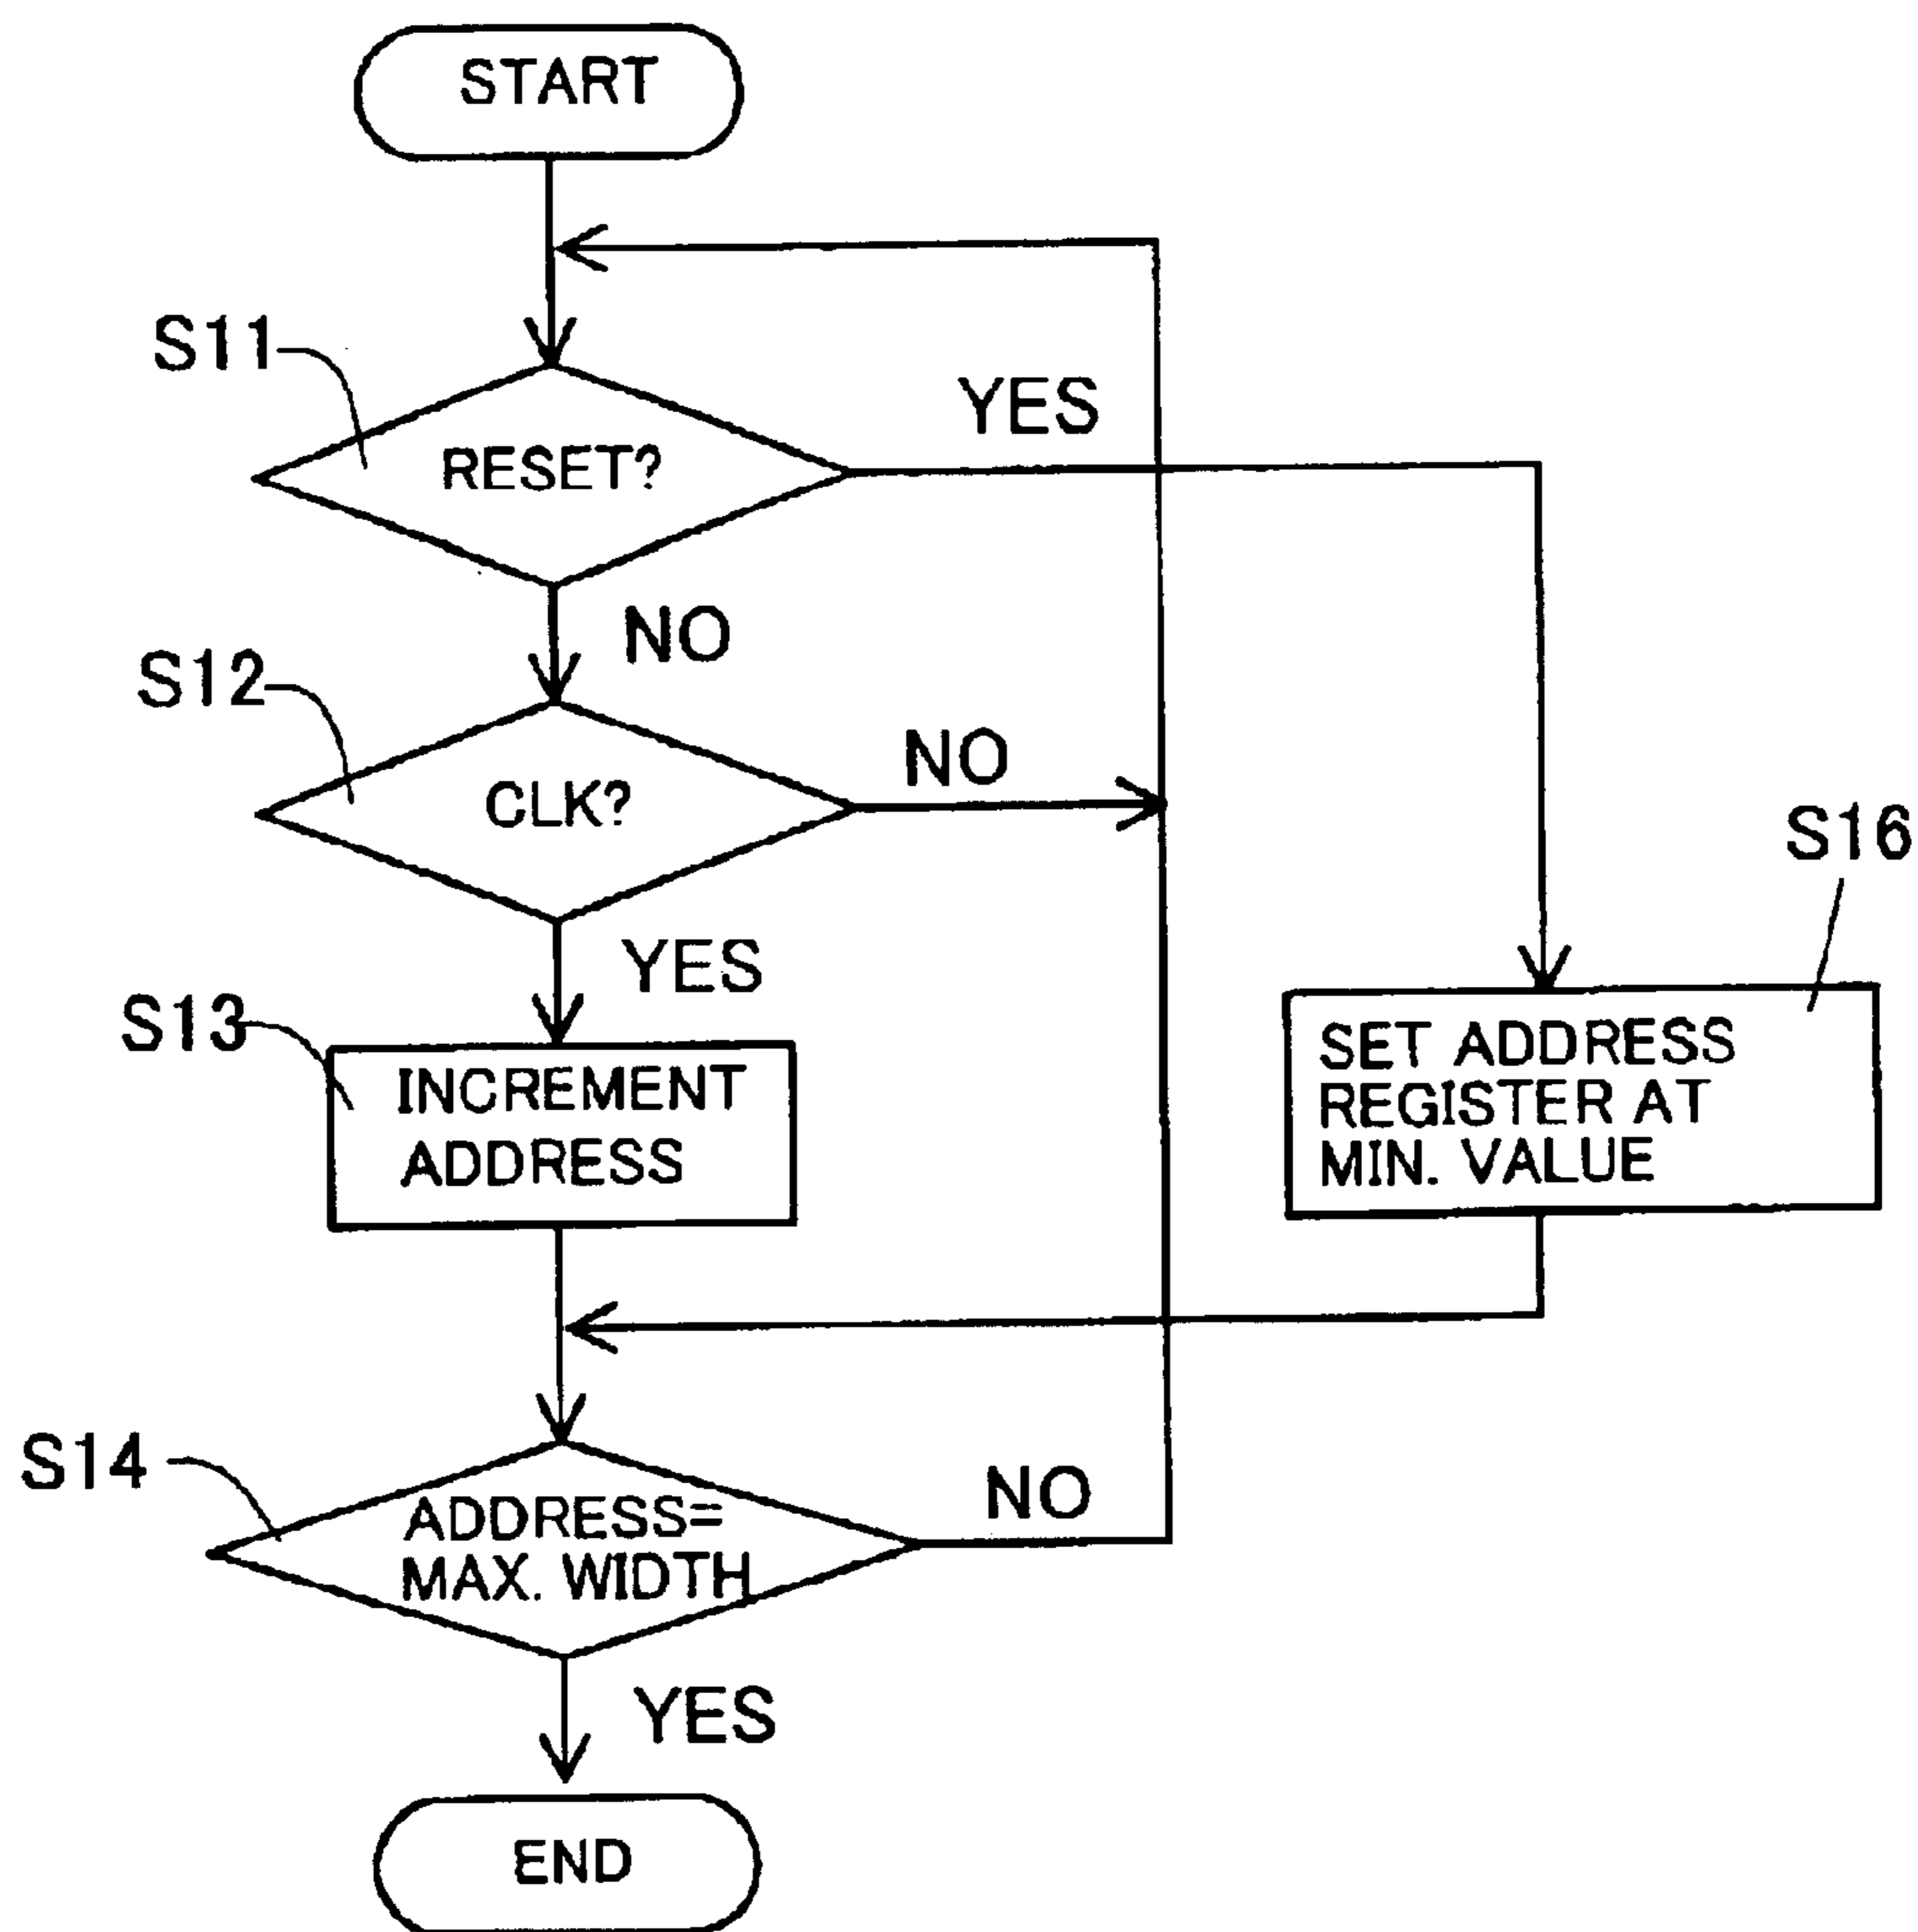 START
S11
YES
RESET?
NO
S12
NO
CLK?
S16
YES
S13
SET ADDRESS
REGISTER AT
MIN. VALUE
INCREMENT
ADDRESS
S14
NO
ADDRESS=
MAX. WIDTH
YES
END